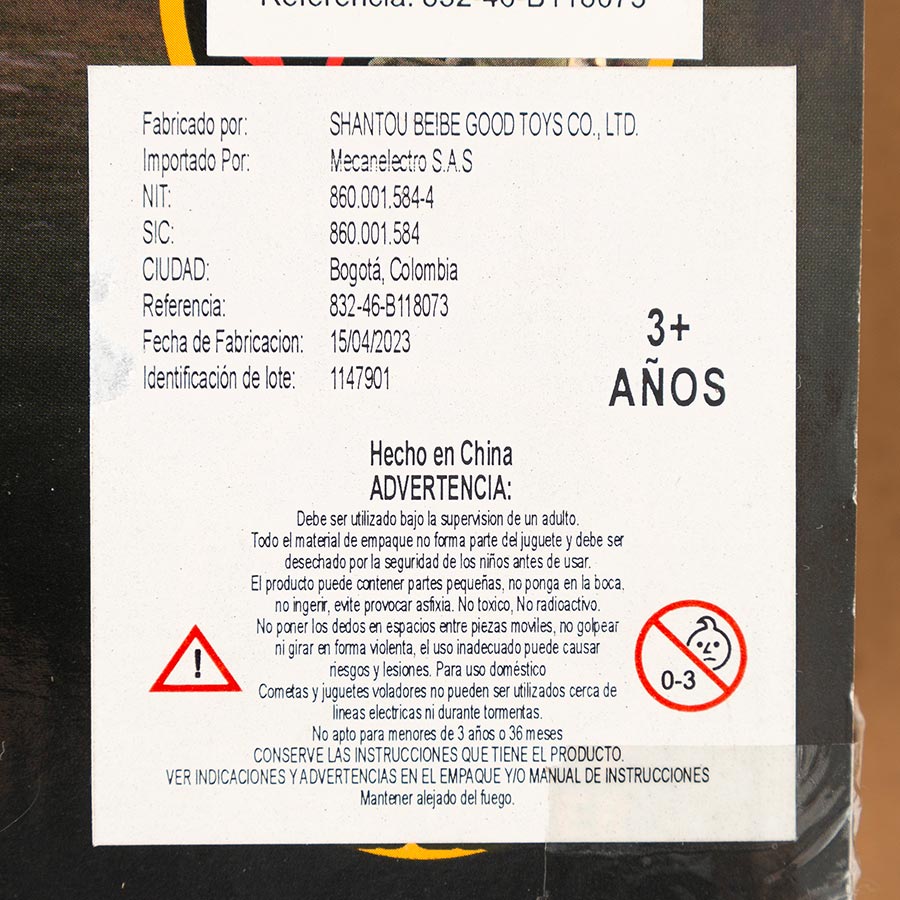 Referencia: 832-46-B118073
Fabricado por: SHANTOU BEIBE GOOD TOYS CO., LTD.
Importado Por: Mecanelectro S.A.S
NIT: 860.001.584-4
SIC: 860.001.584
CIUDAD: Bogotá, Colombia
Referencia: 832-46-B118073
Fecha de Fabricacion: 15/04/2023
Identificación de lote: 1147901
3+
AÑOS
Hecho en China
ADVERTENCIA:
Debe ser utilizado bajo la supervision de un adulto.
Todo el material de empaque no forma parte del juguete y debe ser
desechado por la seguridad de los niños antes de usar.
El producto puede contener partes pequeñas, no ponga en la boca,
no ingerir, evite provocar asfixia. No toxico, No radioactivo.
No poner los dedos en espacios entre piezas moviles, no golpear
ni girar en forma violenta, el uso inadecuado puede causar
riesgos y lesiones. Para uso doméstico
Cometas y juguetes voladores no pueden ser utilizados cerca de
lineas electricas ni durante tormentas.
No apto para menores de 3 años o 36 meses
CONSERVE LAS INSTRUCCIONES QUE TIENE EL PRODUCTO.
VER INDICACIONES Y ADVERTENCIAS EN EL EMPAQUE Y/O MANUAL DE INSTRUCCIONES
Mantener alejado del fuego.
!
0-3